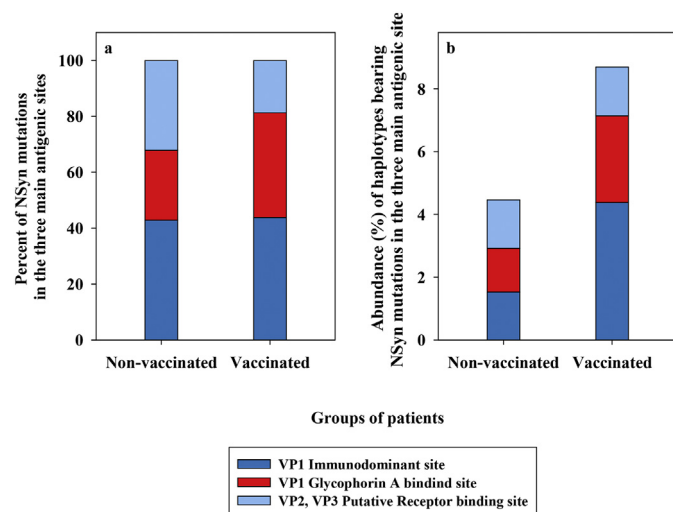 a
Percent of NSyn mutations
in the three main antigenic sites
100
80
60
40
20
0
Non-vaccinated Vaccinated
b
Abundance (%) of haplotypes bearing
NSyn mutations in the three main antigenic site
8
6
4
2
0
Non-vaccinated Vaccinated
Groups of patients
VP1 Immunodominant site
VP1 Glycophorin A bindind site
VP2, VP3 Putative Receptor binding site